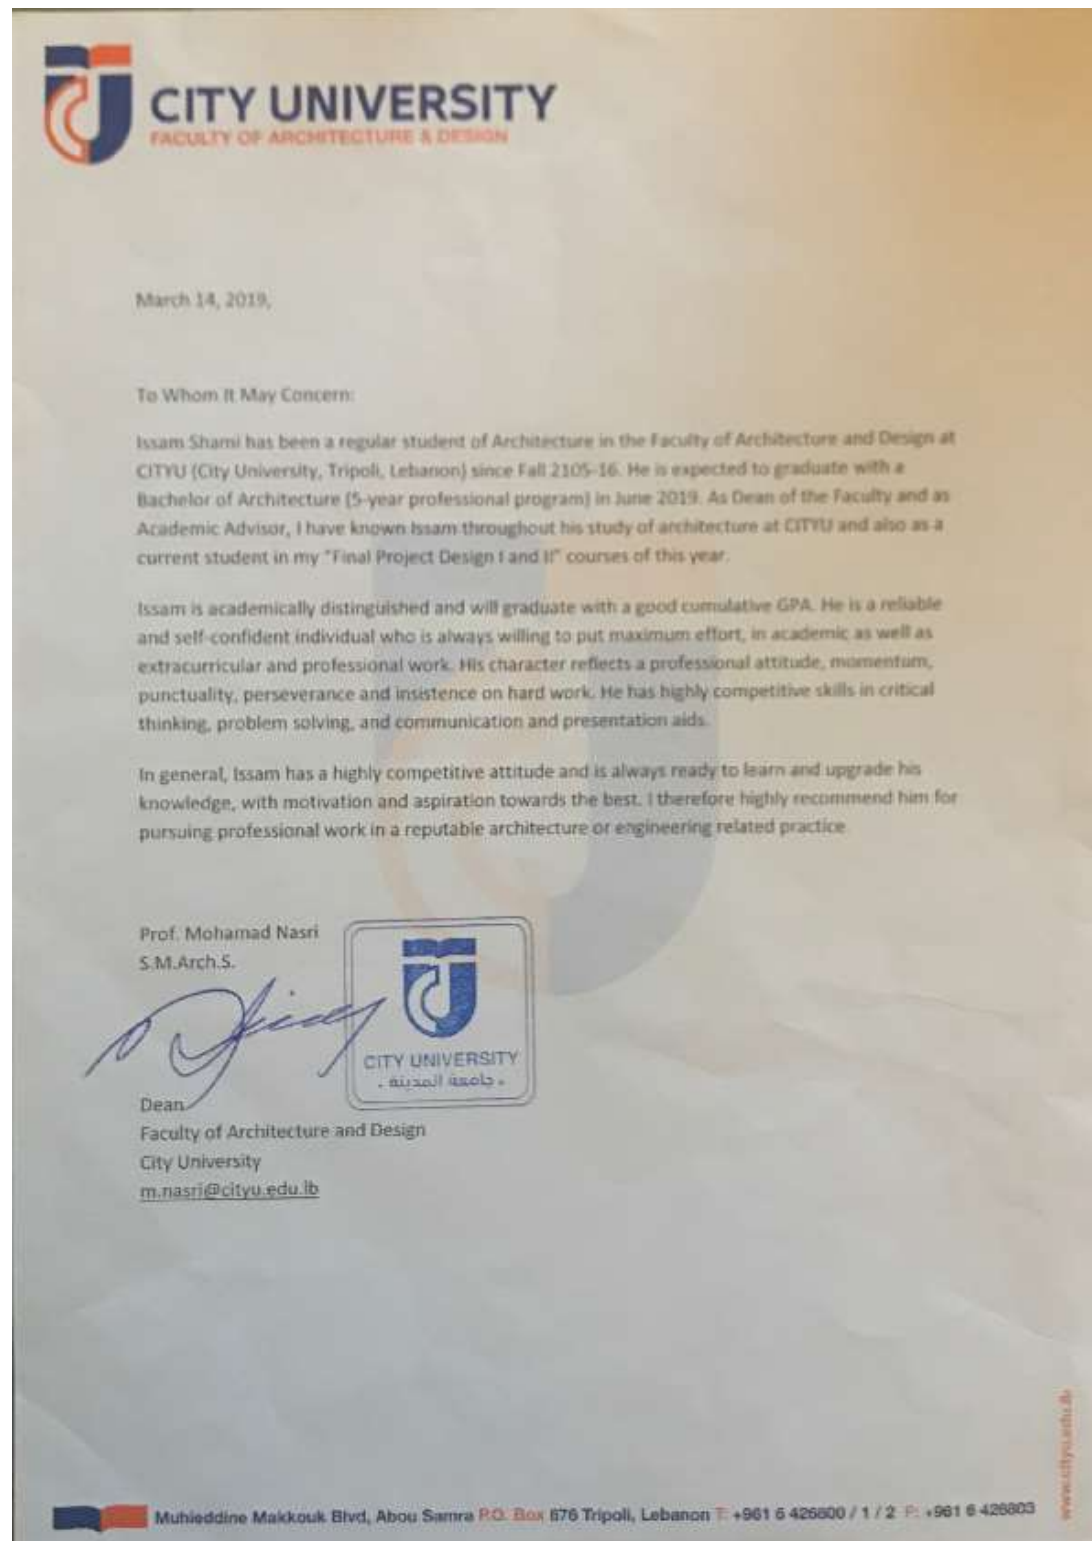 CITY UNIVERSITY
FACULTY OF ARCHITECTURE & DESIGN
March 14, 2019,
To Whom It May Concern:
Issam Shami has been a regular student of Architecture in the Faculty of Architecture and Design at
CITYU (City University, Tripoli, Lebanon) since Fall 2105-16. He is expected to graduate with a
Bachelor of Architecture (5-year professional program) in June 2019. As Dean of the Faculty and as
Academic Advisor, I have known Issam throughout his study of architecture at CITYU and also as a
current student in my "Final Project Design I and II" courses of this year.
Issam is academically distinguished and will graduate with a good cumulative GPA. He is a reliable
and self-confident individual who is always willing to put maximum effort, in academic as well as
extracurricular and professional work. His character reflects a professional attitude, momentum,
punctuality, perseverance and insistence on hard work. He has highly competitive skills in critical
thinking, problem solving, and communication and presentation aids.
In general, Issam has a highly competitive attitude and is always ready to learn and upgrade his
knowledge, with motivation and aspiration towards the best. I therefore highly recommend him for
pursuing professional work in a reputable architecture or engineering related practice.
Prof. Mohamad Nasri
S.M.Arch.S.
CITY UNIVERSITY
جامعة المدينة
Dean
Faculty of Architecture and Design
City University
m.nasri@cityu.edu.lb
www.cityu.edu.lb
Muhieddine Makkouk Blvd, Abou Samra P.O. Box 676 Tripoli, Lebanon T: +961 6 426800 / 1 / 2 F: +961 6 426803